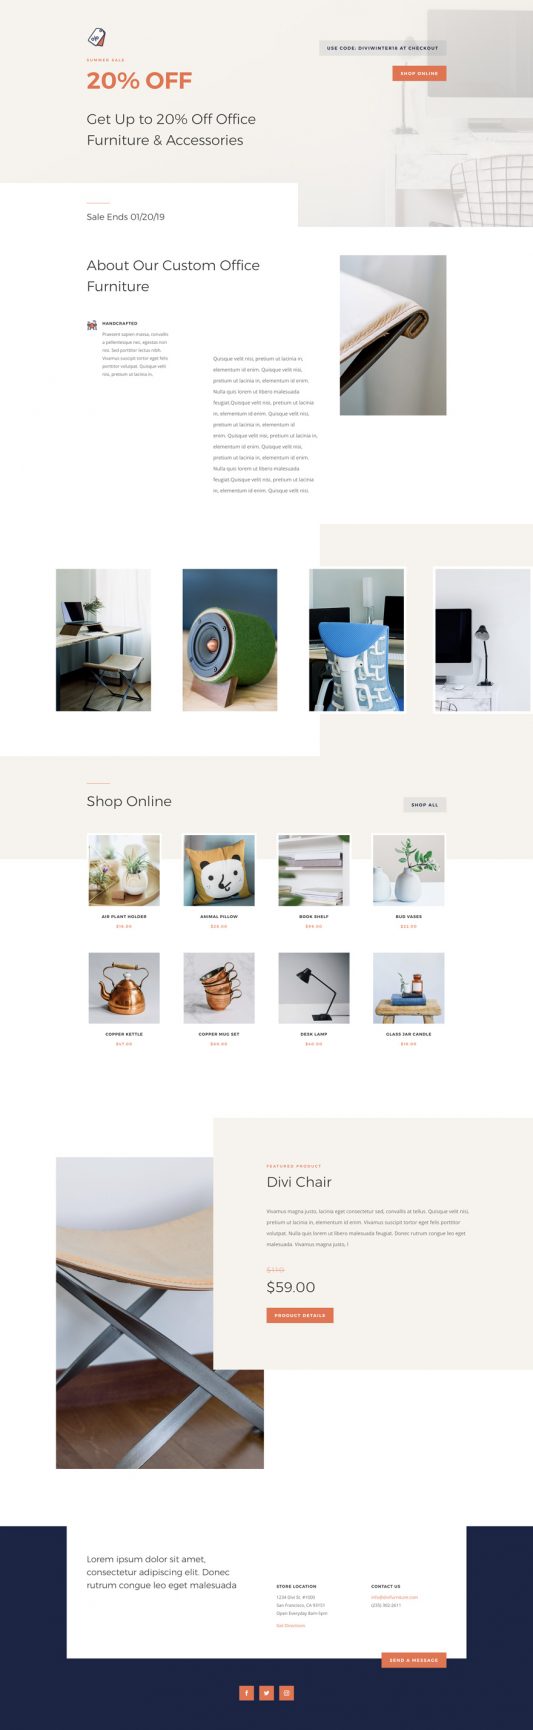 USE CODE: DIVIWINTER18 AT CHECKOUT
SUMMER SALE
SHOP ONLINE
20% OFF
Get Up to 20% Off Office
Furniture & Accessories
Sale Ends 01/20/19
About Our Custom Office
Furniture
HANDCRAFTED
Praesent sapien massa, convallis
a pellentesque nec, egestas non
nisi. Sed porttitor lectus nibh.
Vivamus suscipit tortor eget felis
porttitor volutpat. Quisque velit
nisi, pretium ut lacinia in.
Quisque velit nisi, pretium ut lacinia in,
elementum id enim. Quisque velit nisi,
pretium ut lacinia in, elementum id enim.
Nulla quis lorem ut libero malesuada
feugiat.Quisque velit nisi, pretium ut lacinia
in, elementum id enim. Quisque velit nisi,
pretium ut lacinia in, elementum id
enim. Quisque velit nisi, pretium ut lacinia in,
elementum id enim. Quisque velit nisi,
pretium ut lacinia in, elementum id enim.
Nulla quis lorem ut libero malesuada
feugiat.Quisque velit nisi, pretium ut lacinia
in, elementum id enim. Quisque velit nisi.
Shop Online
SHOP ALL
AIR PLANT HOLDER
ANIMAL PILLOW
BOOK SHELF
BUD VASES
COPPER KETTLE
COPPER MUG SET
DESK LAMP
GLASS JAR CANDLE
FEATURED PRODUCT
Divi Chair
Vivamus magna justo, lacinia eget consectetur sed, convallis at tellus. Quisque velit nisi,
pretium ut lacinia in, elementum id enim. Vivamus suscipit tortor eget felis porttitor
volutpat. Nulla quis lorem ut libero malesuada feugiat. Donec rutrum congue leo eget
malesuada. Vivamus magna justo, l
$110
$59.00
PRODUCT DETAILS
Lorem ipsum dolor sit amet,
consectetur adipiscing elit. Donec
rutrum congue leo eget malesuada
STORE LOCATION
1234 Divi St. #1000
San Francisco, CA 93151
Open Everyday 8am-5pm
Get Directions
CONTACT US
info@divifurniture.com
(235) 392-2611
SEND A MESSAGE